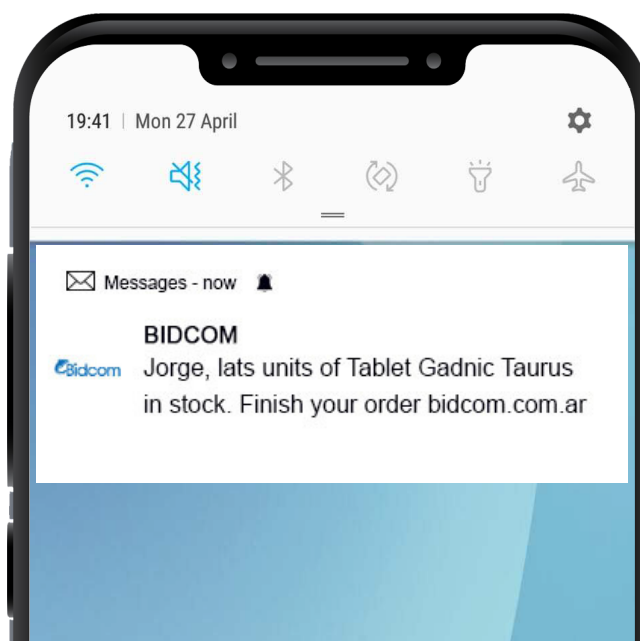 19:41 | Mon 27 April
Messages - now
BIDCOM
Bidcom
Jorge, lats units of Tablet Gadnic Taurus
in stock. Finish your order bidcom.com.ar